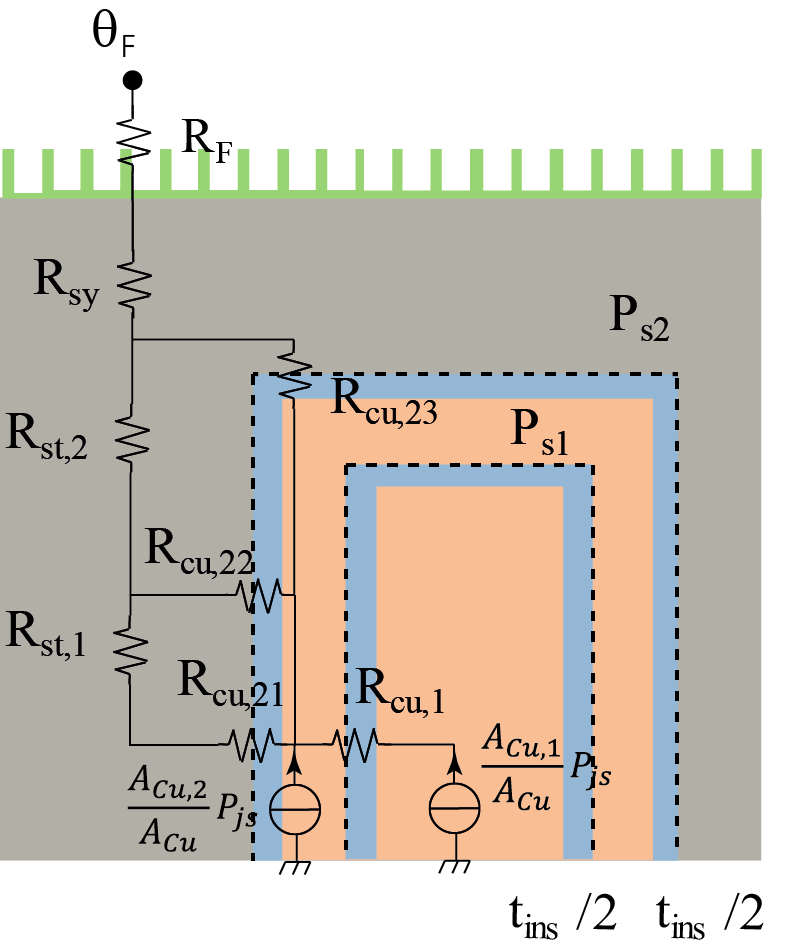 θF
RF
Rsy
Ps2
Rcu,23
Rst,2
Ps1
Rcu,22
Rst,1
Rcu,21
Rcu,1
ACu,2
ACu
Pjs
ACu,1
ACu
Pjs
tins /2
tins /2